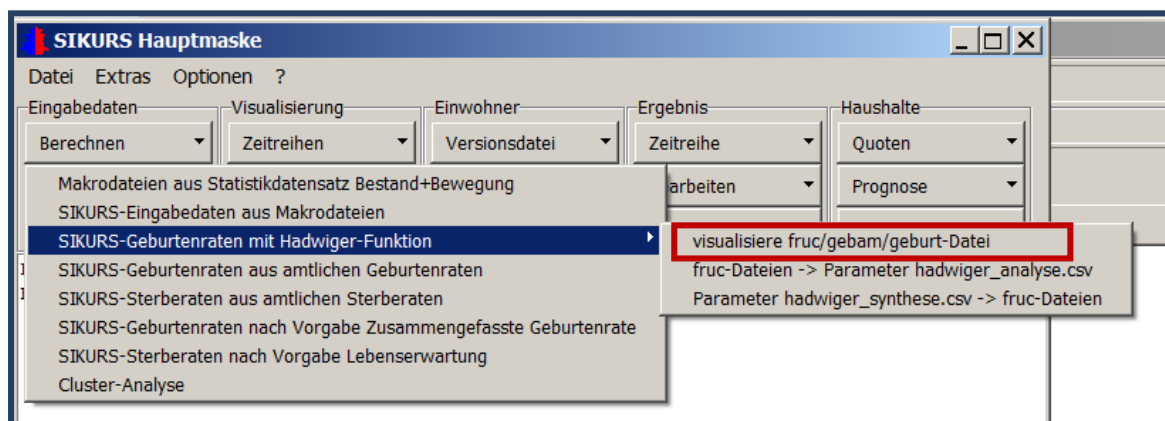 SIKURS Hauptmaske
Datei Extras Optionen ?
Eingabedaten Visualisierung Einwohner Ergebnis Haushalte
Berechnen Zeitreihen Versionsdatei Zeitreihe Quoten
Makrodateien aus Statistikdatensatz Bestand+Bewegung arbeiten Prognose
SIKURS-Eingabedaten aus Makrodateien
SIKURS-Geburtenraten mit Hadwiger-Funktion visualisiere fruc/gebam/geburt-Datei
SIKURS-Geburtenraten aus amtlichen Geburtenraten fruc-Dateien -> Parameter hadwiger_analyse.csv
SIKURS-Sterberaten aus amtlichen Sterberaten Parameter hadwiger_synthese.csv -> fruc-Dateien
SIKURS-Geburtenraten nach Vorgabe Zusammengefasste Geburtenrate
SIKURS-Sterberaten nach Vorgabe Lebenserwartung
Cluster-Analyse